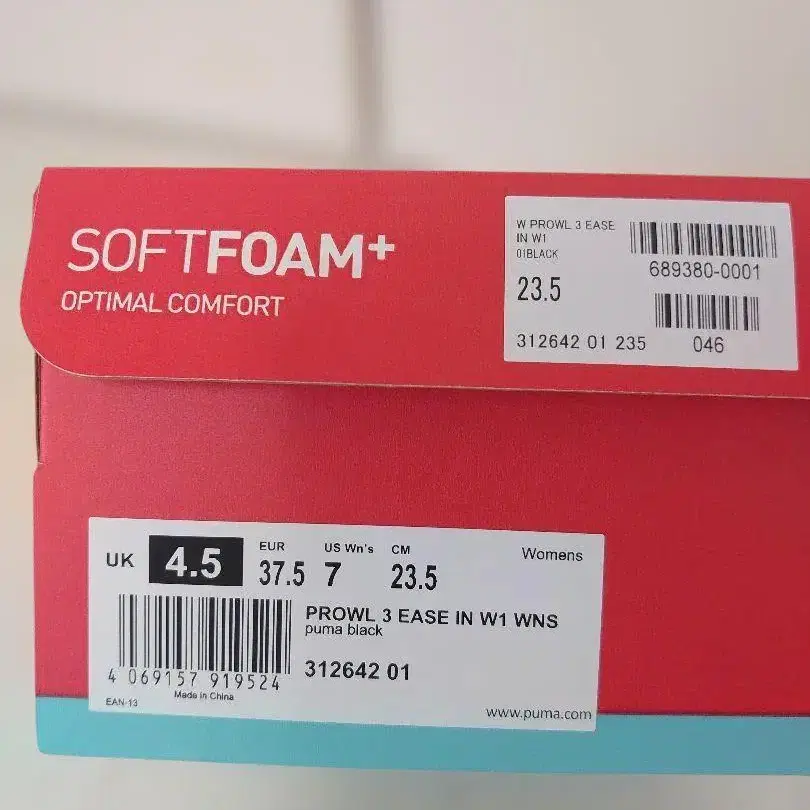 SOFTFOAM+
OPTIMAL COMFORT
W PROWL 3 EASE
IN W1
01BLACK
689380-0001
23.5
312642 01 235
046
UK 4.5 EUR 37.5 US Wn's 7 CM 23.5 Womens
PROWL 3 EASE IN W1 WNS
puma black
312642 01
4 069157 919524
Made in China
EAN-13
www.puma.com